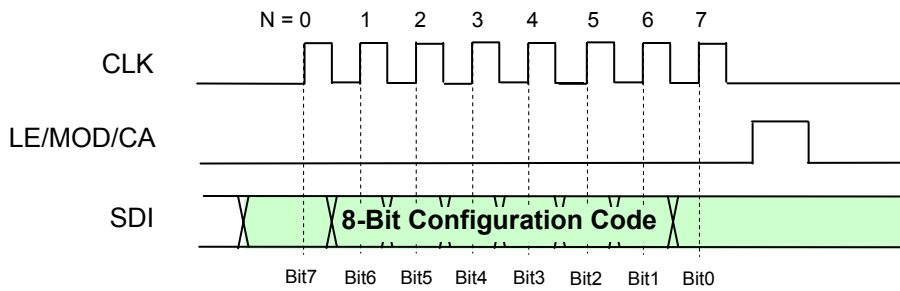 N = 0 1 2 3 4 5 6 7
CLK
LE/MOD/CA
SDI
8-Bit Configuration Code
Bit7 Bit6 Bit5 Bit4 Bit3 Bit2 Bit1 Bit0